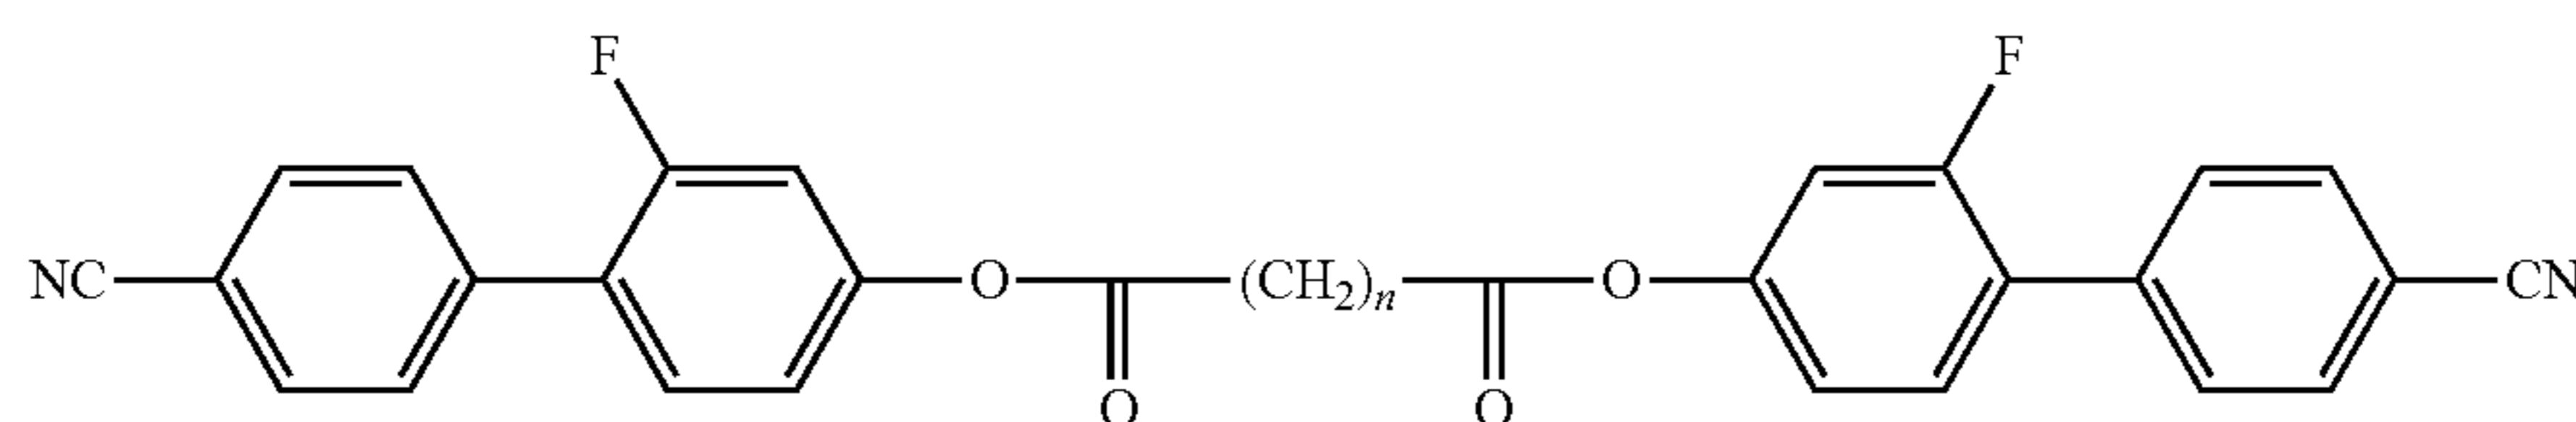 F F
NC O (CH₂)ₙ O CN
O O